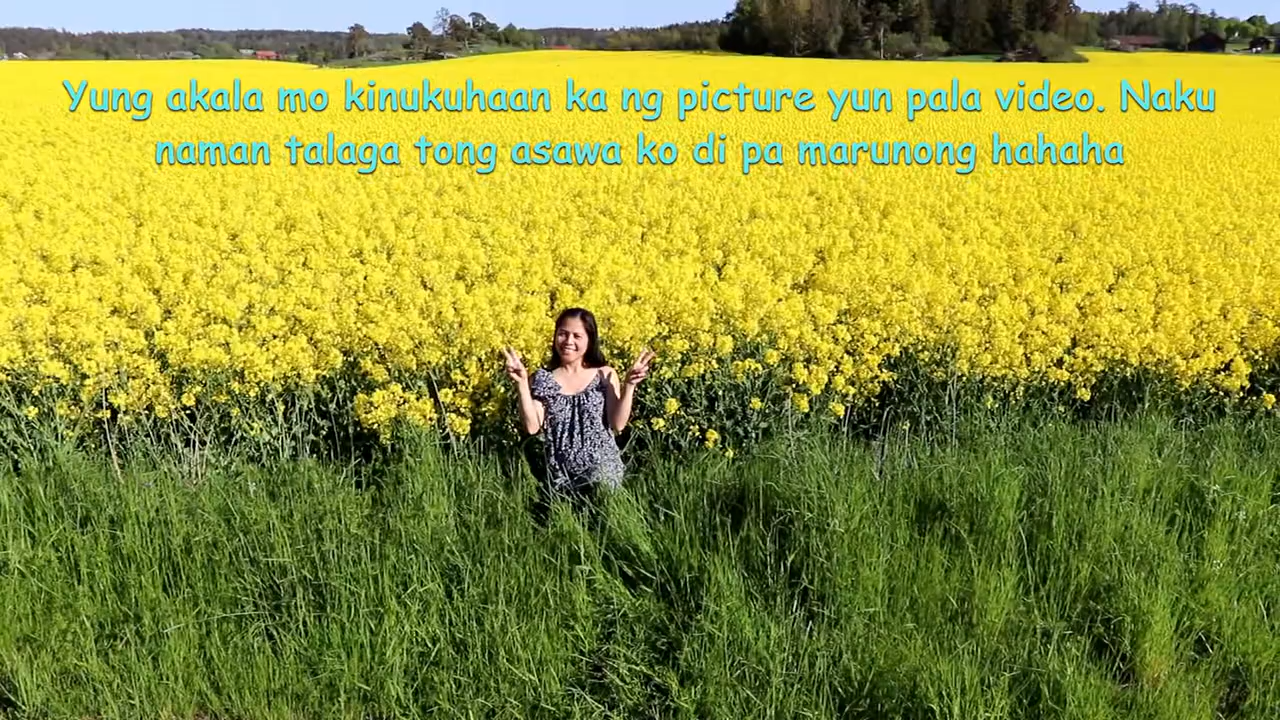 Yung akala mo kinukuhaan ka ng picture yun pala video. Naku
naman talaga tong asawa ko di pa marunong hahaha